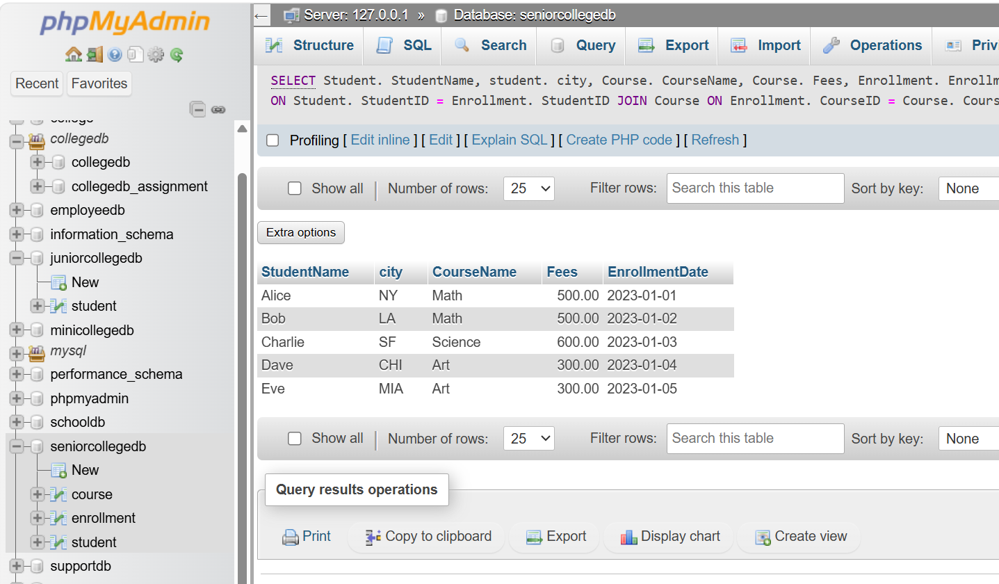 phpMyAdmin
Recent
Favorites
college
collegedb
collegedb
collegedb_assignment
employeedb
information_schema
juniorcollegedb
New
student
minicollegedb
mysql
performance_schema
phpmyadmin
schooldb
seniorcollegedb
New
course
enrollment
student
supportdb
Server: 127.0.0.1 » Database: seniorcollegedb
Structure SQL Search Query Export Import Operations Privi
SELECT Student. StudentName, student. city, Course. CourseName, Course. Fees, Enrollment. Enrollm
ON Student. StudentID = Enrollment. StudentID JOIN Course ON Enrollment. CourseID = Course. Cours
Profiling [ Edit inline ] [ Edit ] [ Explain SQL ] [ Create PHP code ] [ Refresh ]
Show all | Number of rows: 25 Filter rows: Search this table Sort by key: None
Extra options
StudentName city CourseName Fees EnrollmentDate
Alice NY Math 500.00 2023-01-01
Bob LA Math 500.00 2023-01-02
Charlie SF Science 600.00 2023-01-03
Dave CHI Art 300.00 2023-01-04
Eve MIA Art 300.00 2023-01-05
Show all | Number of rows: 25 Filter rows: Search this table Sort by key: None
Query results operations
Print Copy to clipboard Export Display chart Create view